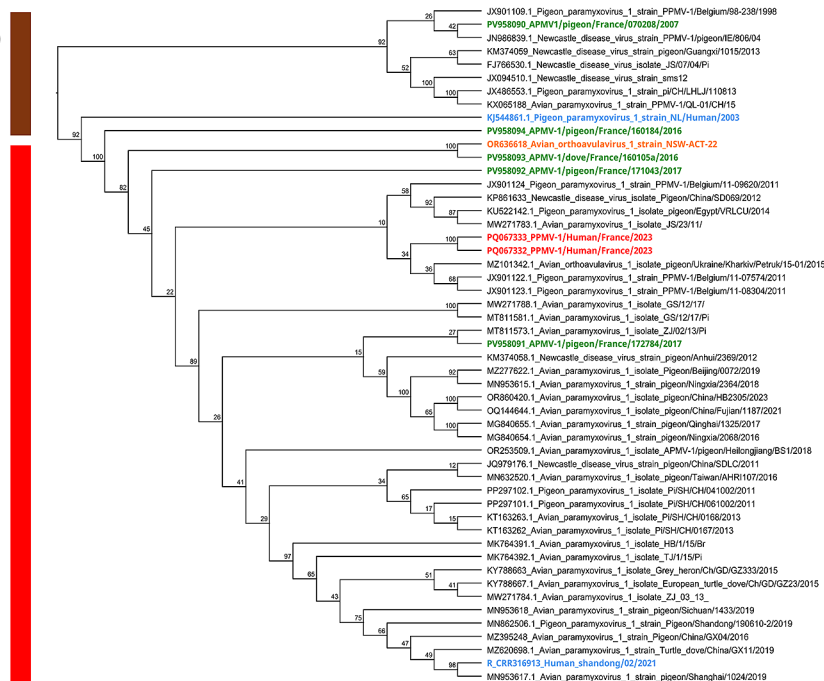 JX901109.1_Pigeon_paramyxovirus_1_strain_PPMV-1/Belgium/98-238/1998
26
PV958090_APMV1/pigeon/France/070208/2007
42
JN986839.1_Newcastle_disease_virus_strain_PPMV-1/pigeon/IE/806/04
92
KM374059_Newcastle_disease_virus_strain_pigeon/Guangxi/1015/2013
63
FJ766530.1_Newcastle_disease_virus_isolate_JS/07/04/Pi
52
JX094510.1_Newcastle_disease_virus_strain_sms12
100
JX486553.1_Pigeon_paramyxovirus_1_strain_pi/CH/LHLJ/110813
100
KX065188_Avian_paramyxovirus_1_strain_PPMV-1/QL-01/CH/15
KJ544861.1_Pigeon_paramyxovirus_1_strain_NL/Human/2003
92
PV958094_APMV-1/pigeon/France/160184/2016
100
OR636618_Avian_orthoavulavirus_1_strain_NSW-ACT-22
100
PV958093_APMV-1/dove/France/160105a/2016
82
PV958092_APMV-1/pigeon/France/171043/2017
JX901124_Pigeon_paramyxovirus_1_strain_PPMV-1/Belgium/11-09620/2011
58
KP861633_Newcastle_disease_virus_isolate_Pigeon/China/SD069/2012
92
KU522142.1_Pigeon_paramyxovirus_1_isolate_pigeon/Egypt/VRLCU/2014
87
MW271783.1_Avian_paramyxovirus_1_isolate_JS/23/11/
10
45
PQ067333_PPMV-1/Human/France/2023
100
PQ067332_PPMV-1/Human/France/2023
34
MZ101342.1_Avian_orthoavulavirus_1_isolate_pigeon/Ukraine/Kharkiv/Petruk/15-01/2015
36
JX901122.1_Pigeon_paramyxovirus_1_strain_PPMV-1/Belgium/11-07574/2011
68
JX901123.1_Pigeon_paramyxovirus_1_strain_PPMV-1/Belgium/11-08304/2011
22
MW271788.1_Avian_paramyxovirus_1_isolate_GS/12/17/
100
MT811581.1_Avian_paramyxovirus_1_isolate_GS/12/17/Pi
MT811573.1_Avian_paramyxovirus_1_isolate_ZJ/02/13/Pi
27
PV958091_APMV-1/pigeon/France/172784/2017
15
KM374058.1_Newcastle_disease_virus_strain_pigeon/Anhui/2369/2012
89
59
MZ277622.1_Avian_paramyxovirus_1_isolate_Pigeon/Beijing/0072/2019
92
MN953615.1_Avian_paramyxovirus_1_strain_pigeon/Ningxia/2364/2018
100
OR860420.1_Avian_paramyxovirus_1_isolate_pigeon/China/HB2305/2023
100
OQ144644.1_Avian_paramyxovirus_1_isolate_pigeon/China/Fujian/1187/2021
65
MG840655.1_Avian_paramyxovirus_1_strain_pigeon/Qinghai/1325/2017
100
MG840654.1_Avian_paramyxovirus_1_strain_pigeon/Ningxia/2068/2016
26
OR253509.1_Avian_paramyxovirus_1_isolate_APMV-1/pigeon/Heilongjiang/BS1/2018
JQ979176.1_Newcastle_disease_virus_strain_pigeon/China/SDLC/2011
12
MN632520.1_Avian_paramyxovirus_1_isolate_pigeon/Taiwan/AHRI107/2016
41
34
PP297102.1_Pigeon_paramyxovirus_1_isolate_Pi/SH/CH/041002/2011
65
PP297101.1_Pigeon_paramyxovirus_1_isolate_Pi/SH/CH/061002/2011
17
KT163263.1_Avian_paramyxovirus_1_isolate_Pi/SH/CH/0168/2013
15
KT163262_Avian_paramyxovirus_1_isolate_Pi/SH/CH/0167/2013
29
MK764391.1_Avian_paramyxovirus_1_isolate_HB/1/15/Br
97
MK764392.1_Avian_paramyxovirus_1_isolate_TJ/1/15/Pi
KY788663_Avian_paramyxovirus_1_isolate_Grey_heron/Ch/GD/GZ333/2015
65
51
KY788667.1_Avian_paramyxovirus_1_isolate_European_turtle_dove/Ch/GD/GZ23/2015
41
MW271784.1_Avian_paramyxovirus_1_isolate_ZJ_03_13_
43
MN953618_Avian_paramyxovirus_1_strain_pigeon/Sichuan/1433/2019
75
MN862506.1_Pigeon_paramyxovirus_1_strain_Pigeon/Shandong/190610-2/2019
66
MZ395248_Avian_paramyxovirus_1_strain_Pigeon/China/GX04/2016
47
MZ620698.1_Avian_paramyxovirus_1_strain_Turtle_dove/China/GX11/2019
49
R_CRR316913_Human_shandong/02/2021
98
MN953617.1_Avian_paramyxovirus_1_strain_pigeon/Shanghai/1024/2019